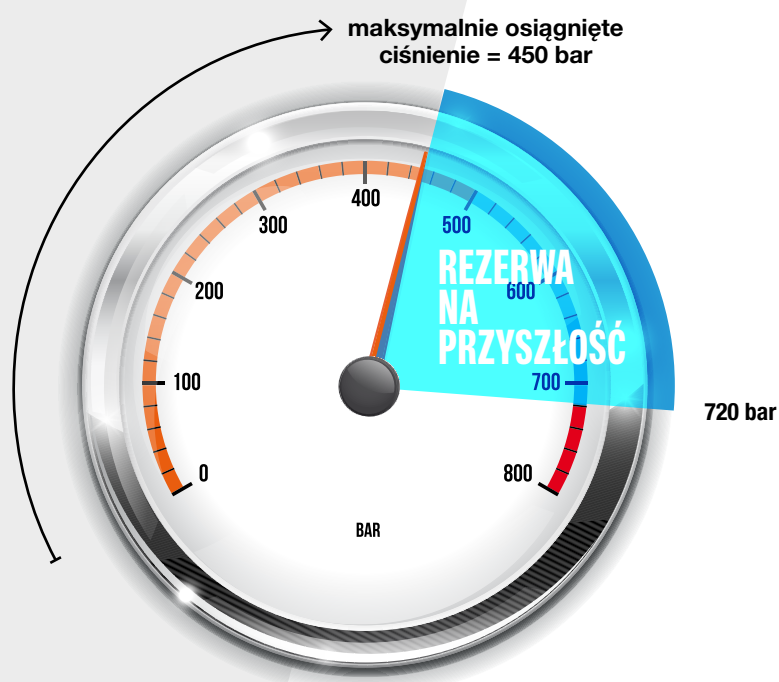 maksymalnie osiągnięte
ciśnienie = 450 bar
400
300
500
200
600
REZERWA
NA
PRZYSZŁOŚĆ
100
700
720 bar
0
800
BAR